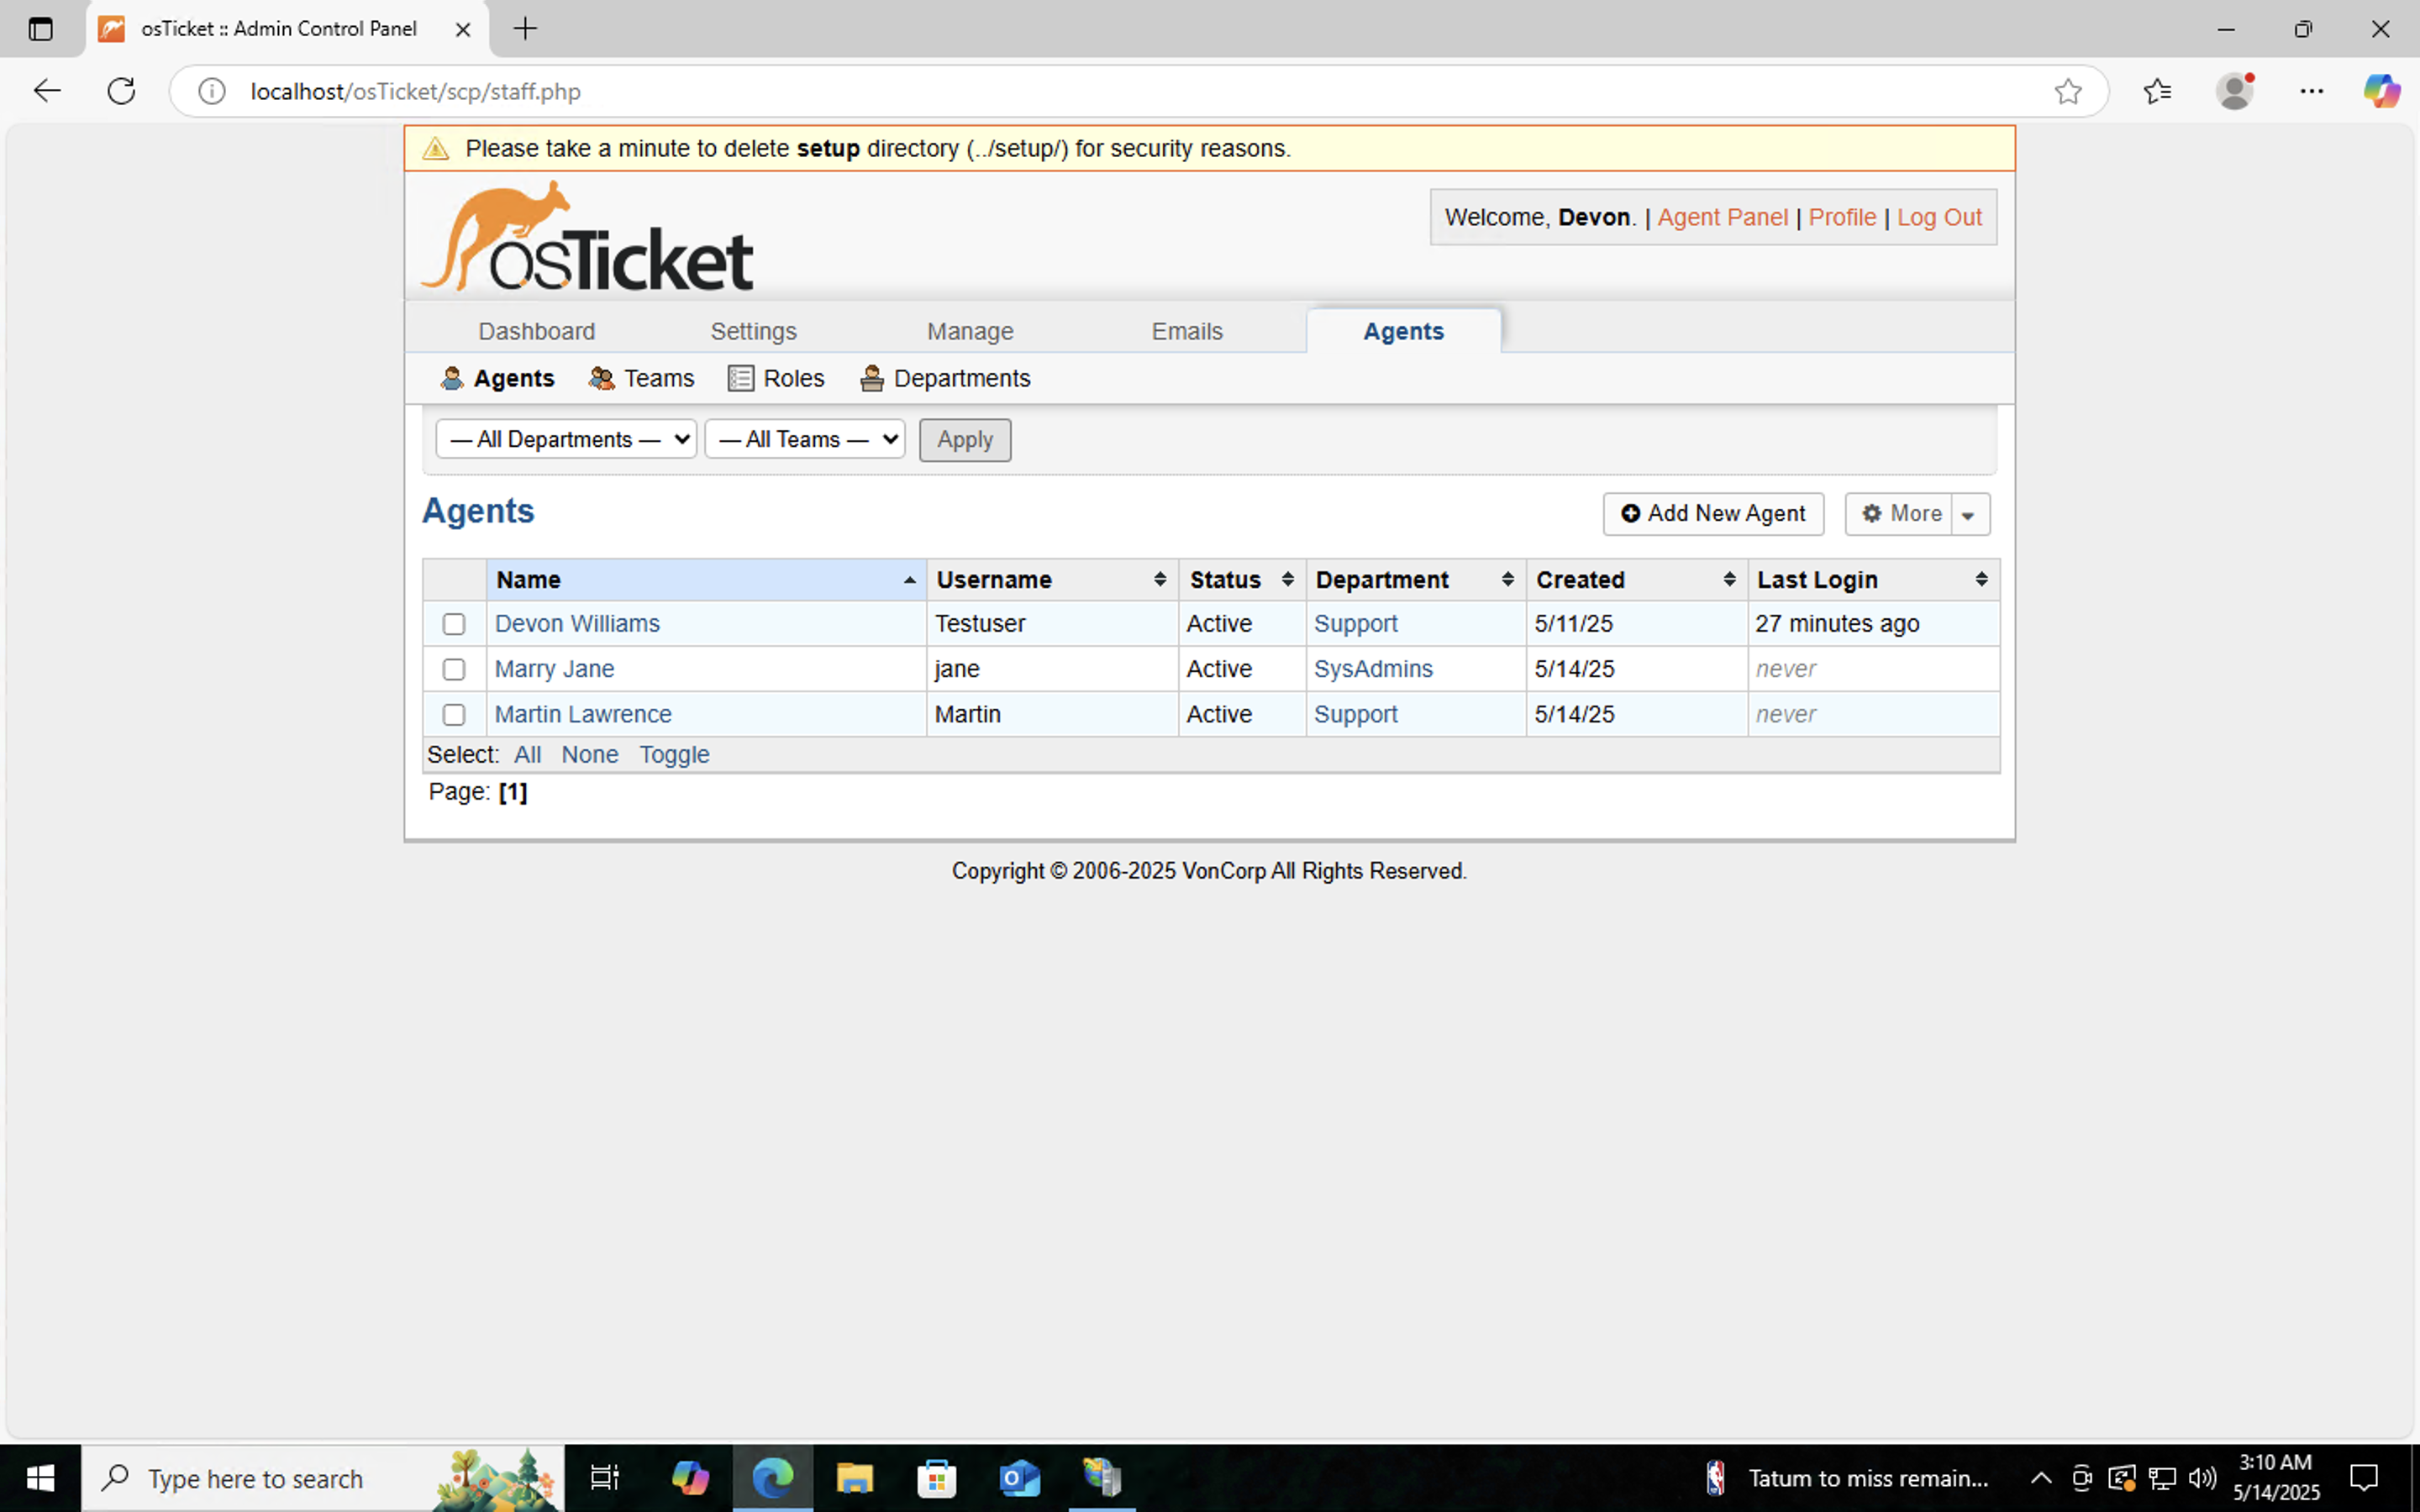 osTicket :: Admin Control Panel
localhost/osTicket/scp/staff.php
Please take a minute to delete setup directory (../setup/) for security reasons.
osTicket
Welcome, Devon. | Agent Panel | Profile | Log Out
Dashboard Settings Manage Emails Agents
Agents Teams Roles Departments
— All Departments — — All Teams — Apply
Agents Add New Agent More
Name Username Status Department Created Last Login
Devon Williams Testuser Active Support 5/11/25 27 minutes ago
Marry Jane jane Active SysAdmins 5/14/25 never
Martin Lawrence Martin Active Support 5/14/25 never
Select: All None Toggle
Page: [1]
Copyright © 2006-2025 VonCorp All Rights Reserved.
Type here to search
Tatum to miss remain...
3:10 AM
5/14/2025